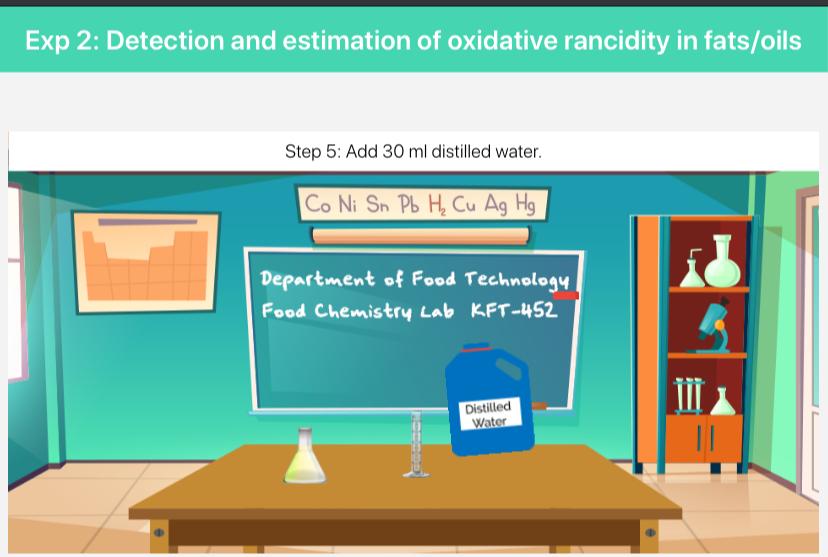 Exp 2: Detection and estimation of oxidative rancidity in fats/oils
Step 5: Add 30 ml distilled water.
Co Ni Sn Pb H₂ Cu Ag Hg
Department of Food Technology
Food Chemistry Lab KFT-452
Distilled
Water